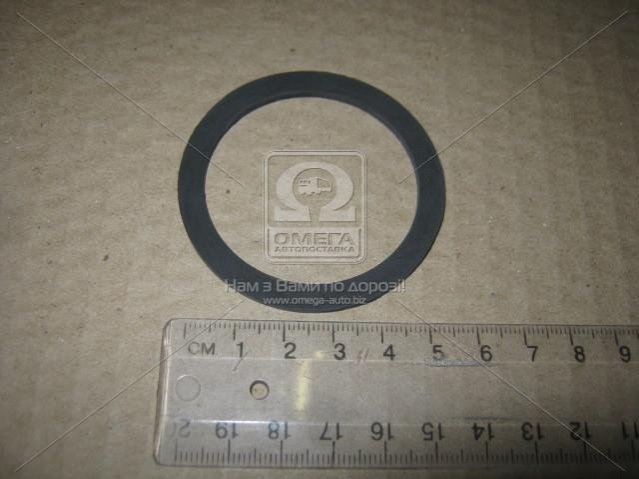 ОМЕГА
АВТОПОСТАВКА
Нам з Вами по дорозі!
www.omega-auto.biz
СМ 1 2 3 4 5 6 7 8 9
20 19 18 17 16 15 14 13 12 11